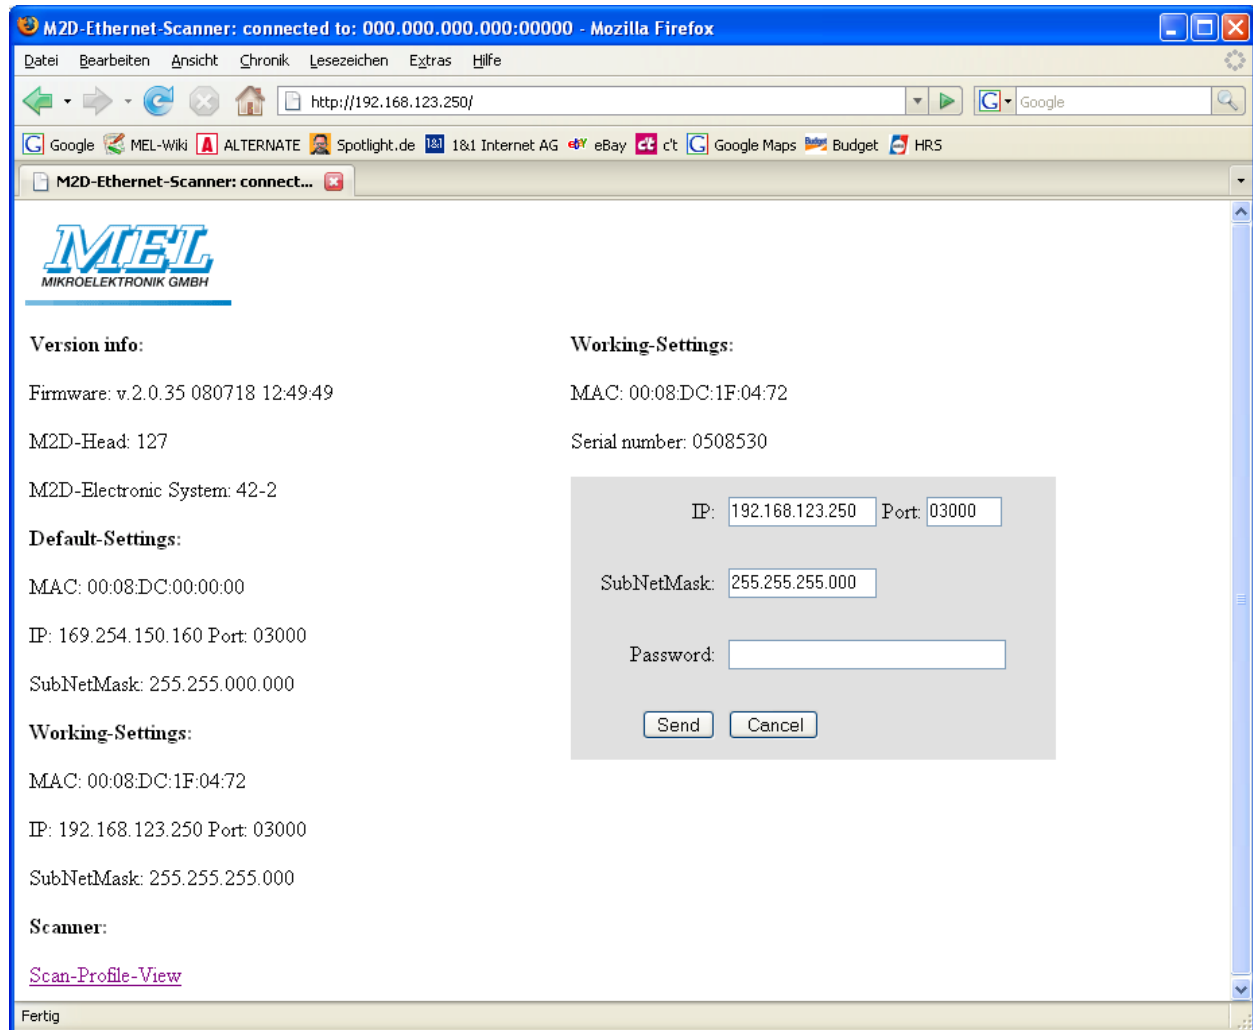 M2D-Ethernet-Scanner: connected to: 000.000.000.000:00000 - Mozilla Firefox
Datei Bearbeiten Ansicht Chronik Lesezeichen Extras Hilfe
http://192.168.123.250/
G Google
G Google MEL-Wiki A ALTERNATE Spotlight.de 1&1 1&1 Internet AG ebY eBay c't c't G Google Maps Budget Budget HRS
M2D-Ethernet-Scanner: connect...
MEL
MIKROELEKTRONIK GMBH
Version info:
Firmware: v.2.0.35 080718 12:49:49
M2D-Head: 127
M2D-Electronic System: 42-2
Default-Settings:
MAC: 00:08:DC:00:00:00
IP: 169.254.150.160 Port: 03000
SubNetMask: 255.255.000.000
Working-Settings:
MAC: 00:08:DC:1F:04:72
IP: 192.168.123.250 Port: 03000
SubNetMask: 255.255.255.000
Scanner:
Scan-Profile-View
Working-Settings:
MAC: 00:08:DC:1F:04:72
Serial number: 0508530
IP: 192.168.123.250 Port: 03000
SubNetMask: 255.255.255.000
Password:
Send Cancel
Fertig